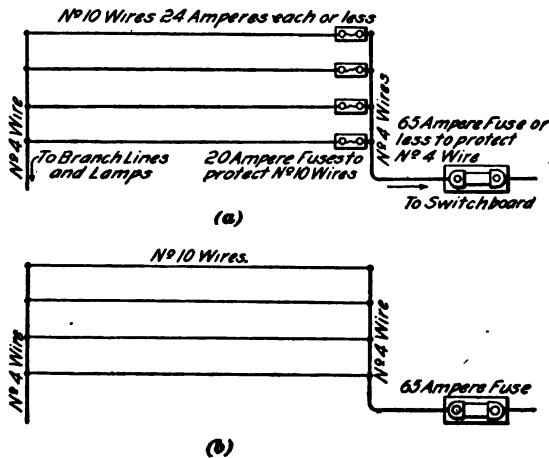 Nº 10 Wires 24 Amperes each or less
Nº 4 Wire
Nº 4 Wires
To Branch Lines
and Lamps
20 Ampere Fuses to
protect Nº 10 Wires
65 Ampere Fuse or
less to protect
Nº 4 Wire
To Switchboard
(a)
Nº 10 Wires.
Nº 4 Wire
Nº 4 Wire
65 Ampere Fuse
(b)